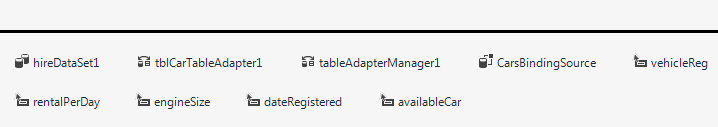 hireDataSet1 tblCarTableAdapter1 tableAdapterManager1 CarsBindingSource vehicleReg
rentalPerDay engineSize dateRegistered availableCar